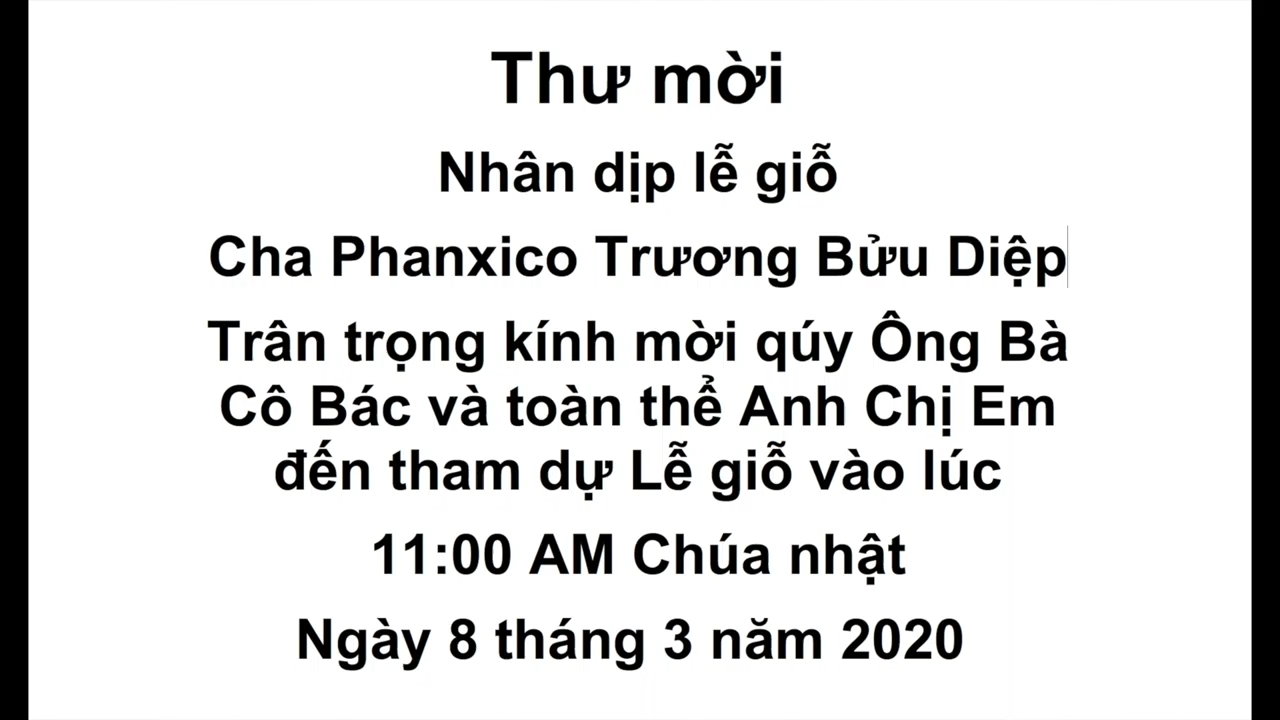 Thư mời
Nhân dịp lễ giỗ
Cha Phanxico Trương Bửu Diệp
Trân trọng kính mời qúy Ông Bà
Cô Bác và toàn thể Anh Chị Em
đến tham dự Lễ giỗ vào lúc
11:00 AM Chúa nhật
Ngày 8 tháng 3 năm 2020